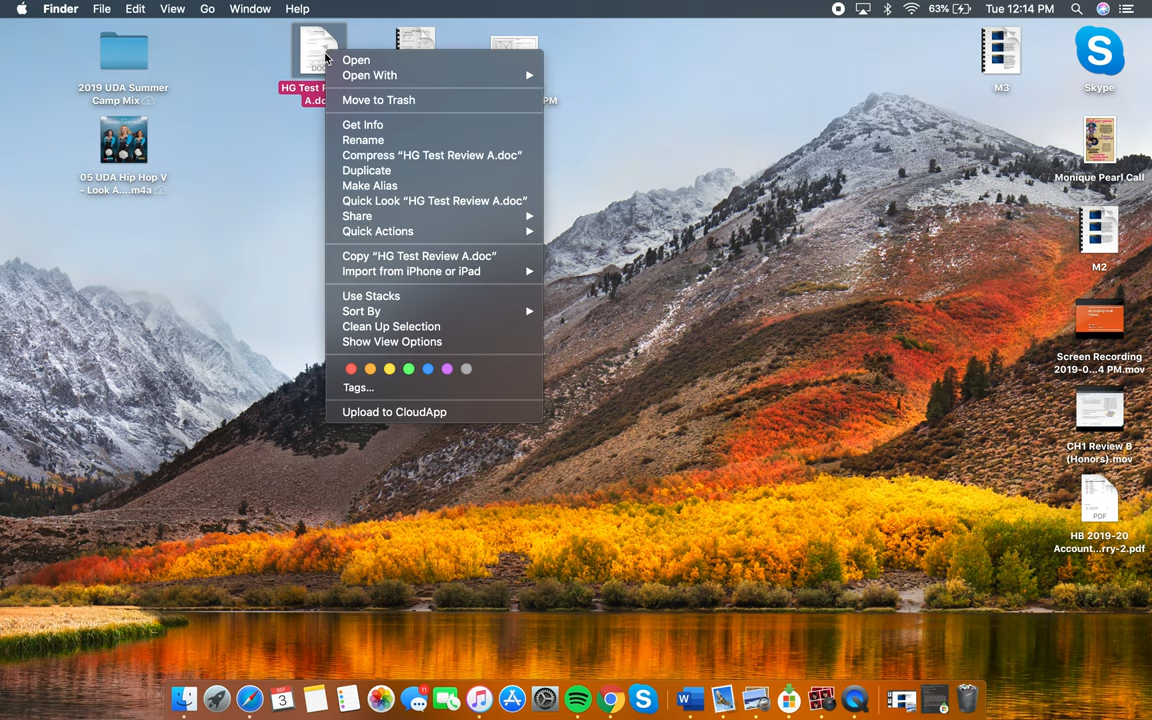 Finder File Edit View Go Window Help
63% Tue 12:14 PM
2019 UDA Summer
Camp Mix
05 UDA Hip Hop V
- Look A....m4a
HG Test
A.do
PM
Open
Open With
Move to Trash
Get Info
Rename
Compress “HG Test Review A.doc”
Duplicate
Make Alias
Quick Look “HG Test Review A.doc”
Share
Quick Actions
Copy “HG Test Review A.doc”
Import from iPhone or iPad
Use Stacks
Sort By
Clean Up Selection
Show View Options
Tags...
Upload to CloudApp
M3
Skype
Monique Pearl Call
M2
Screen Recording
2019-0...4 PM.mov
CH1 Review B
(Honors).mov
PDF
HB 2019-20
Account...rry-2.pdf
SEP
3
11